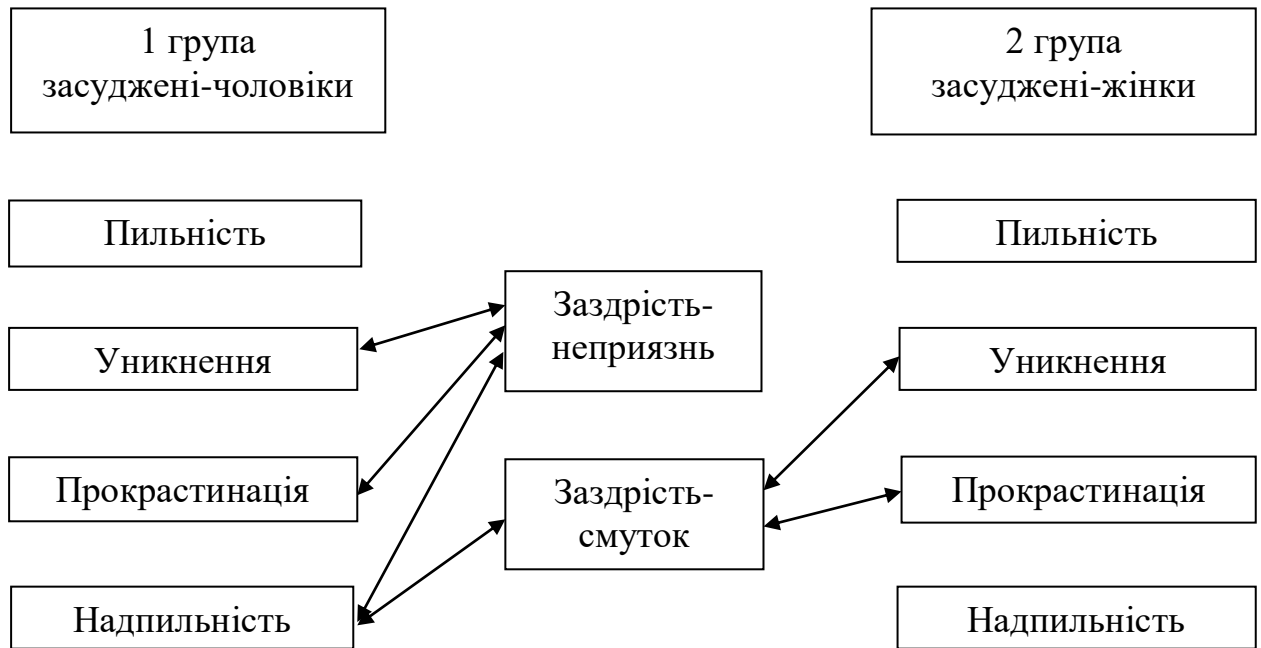 1 група
засуджені-чоловіки
2 група
засуджені-жінки
Пильність
Пильність
Заздрість-
неприязнь
Уникнення
Уникнення
Прокрастинація
Заздрість-
смуток
Прокрастинація
Надпильність
Надпильність